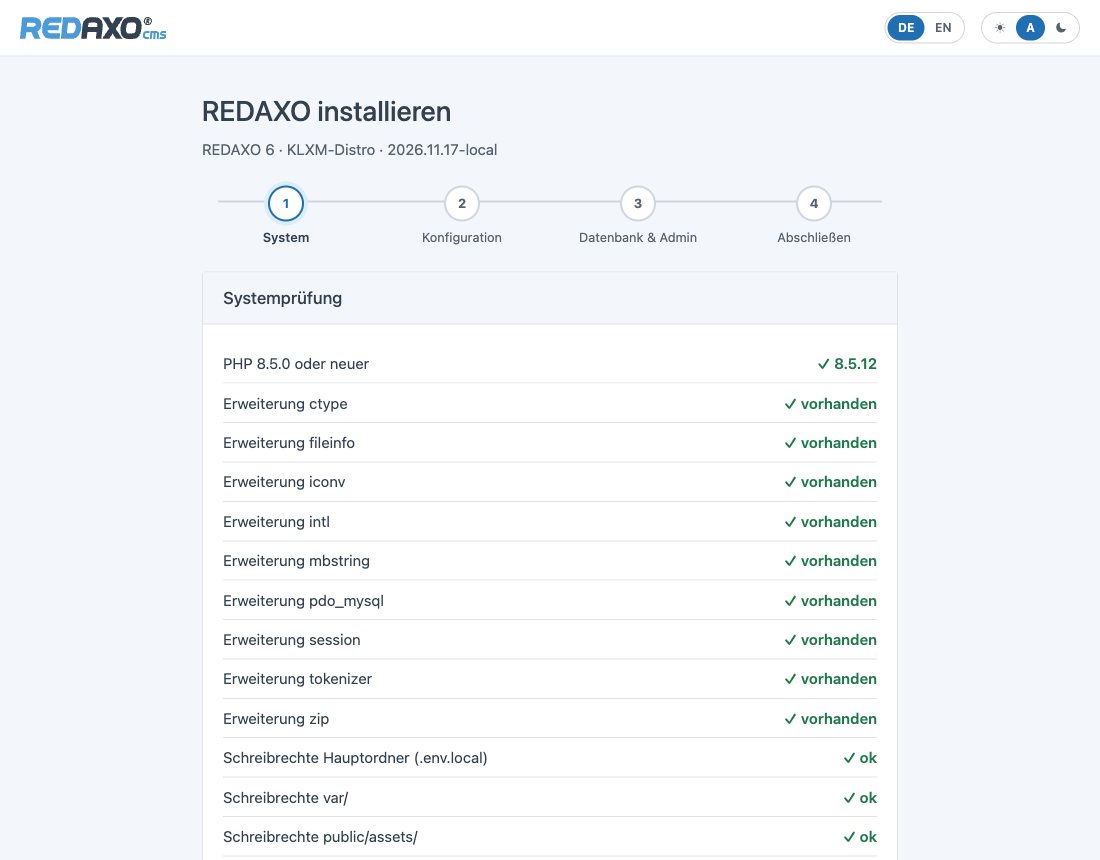 REDAXO® cms
DE EN
A
REDAXO installieren
REDAXO 6 · KLXM-Distro · 2026.11.17-local
1 2 3 4
System Konfiguration Datenbank & Admin Abschließen
Systemprüfung
PHP 8.5.0 oder neuer ✓ 8.5.12
Erweiterung ctype ✓ vorhanden
Erweiterung fileinfo ✓ vorhanden
Erweiterung iconv ✓ vorhanden
Erweiterung intl ✓ vorhanden
Erweiterung mbstring ✓ vorhanden
Erweiterung pdo_mysql ✓ vorhanden
Erweiterung session ✓ vorhanden
Erweiterung tokenizer ✓ vorhanden
Erweiterung zip ✓ vorhanden
Schreibrechte Hauptordner (.env.local) ✓ ok
Schreibrechte var/ ✓ ok
Schreibrechte public/assets/ ✓ ok